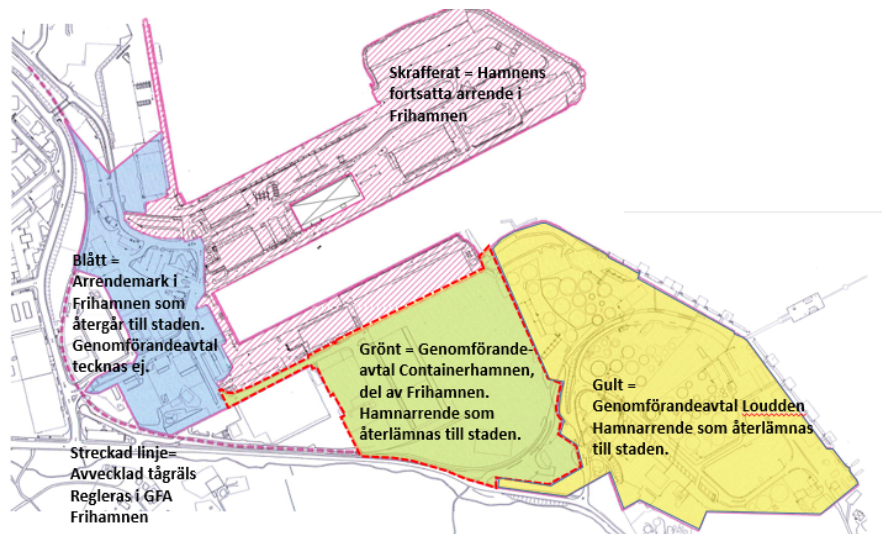 Skrafferat = Hamnens
fortsatta arrende i
Frihamnen
Blått =
Arrendemark i
Frihamnen som
återgår till staden.
Genomförandeavtal
tecknas ej.
Grönt = Genomförande-
avtal Containerhamnen,
del av Frihamnen.
Hamnarrende som
återlämnas till staden.
Gult =
Genomförandeavtal Loudden
Hamnarrende som återlämnas
till staden.
Streckad linje=
Avvecklad tågräls
Regleras i GFA
Frihamnen